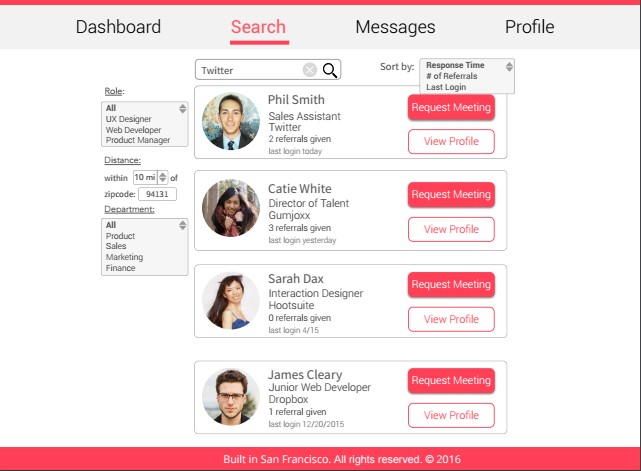 Dashboard
Search
Messages
Profile
Twitter
Sort by:
Response Time
# of Referrals
Last Login
Role:
All
UX Designer
Web Developer
Product Manager
Distance:
within 10 mi of
zipcode: 94131
Department:
All
Product
Sales
Marketing
Finance
Phil Smith
Sales Assistant
Twitter
2 referrals given
last login today
Request Meeting
View Profile
Catie White
Director of Talent
Gumjoxx
3 referrals given
last login yesterday
Request Meeting
View Profile
Sarah Dax
Interaction Designer
Hootsuite
0 referrals given
last login 4/15
Request Meeting
View Profile
James Cleary
Junior Web Developer
Dropbox
1 referral given
last login 12/20/2015
Request Meeting
View Profile
Built in San Francisco. All rights reserved. © 2016